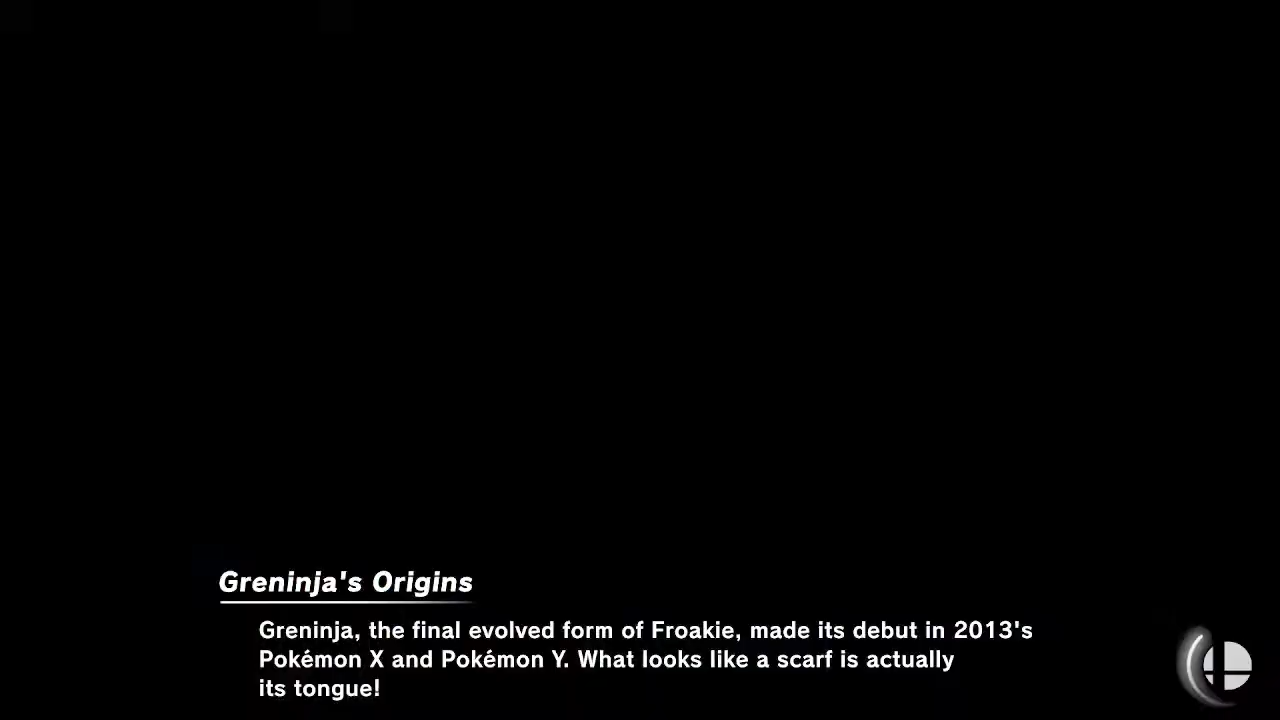 Greninja's Origins
Greninja, the final evolved form of Froakie, made its debut in 2013's
Pokémon X and Pokémon Y. What looks like a scarf is actually
its tongue!